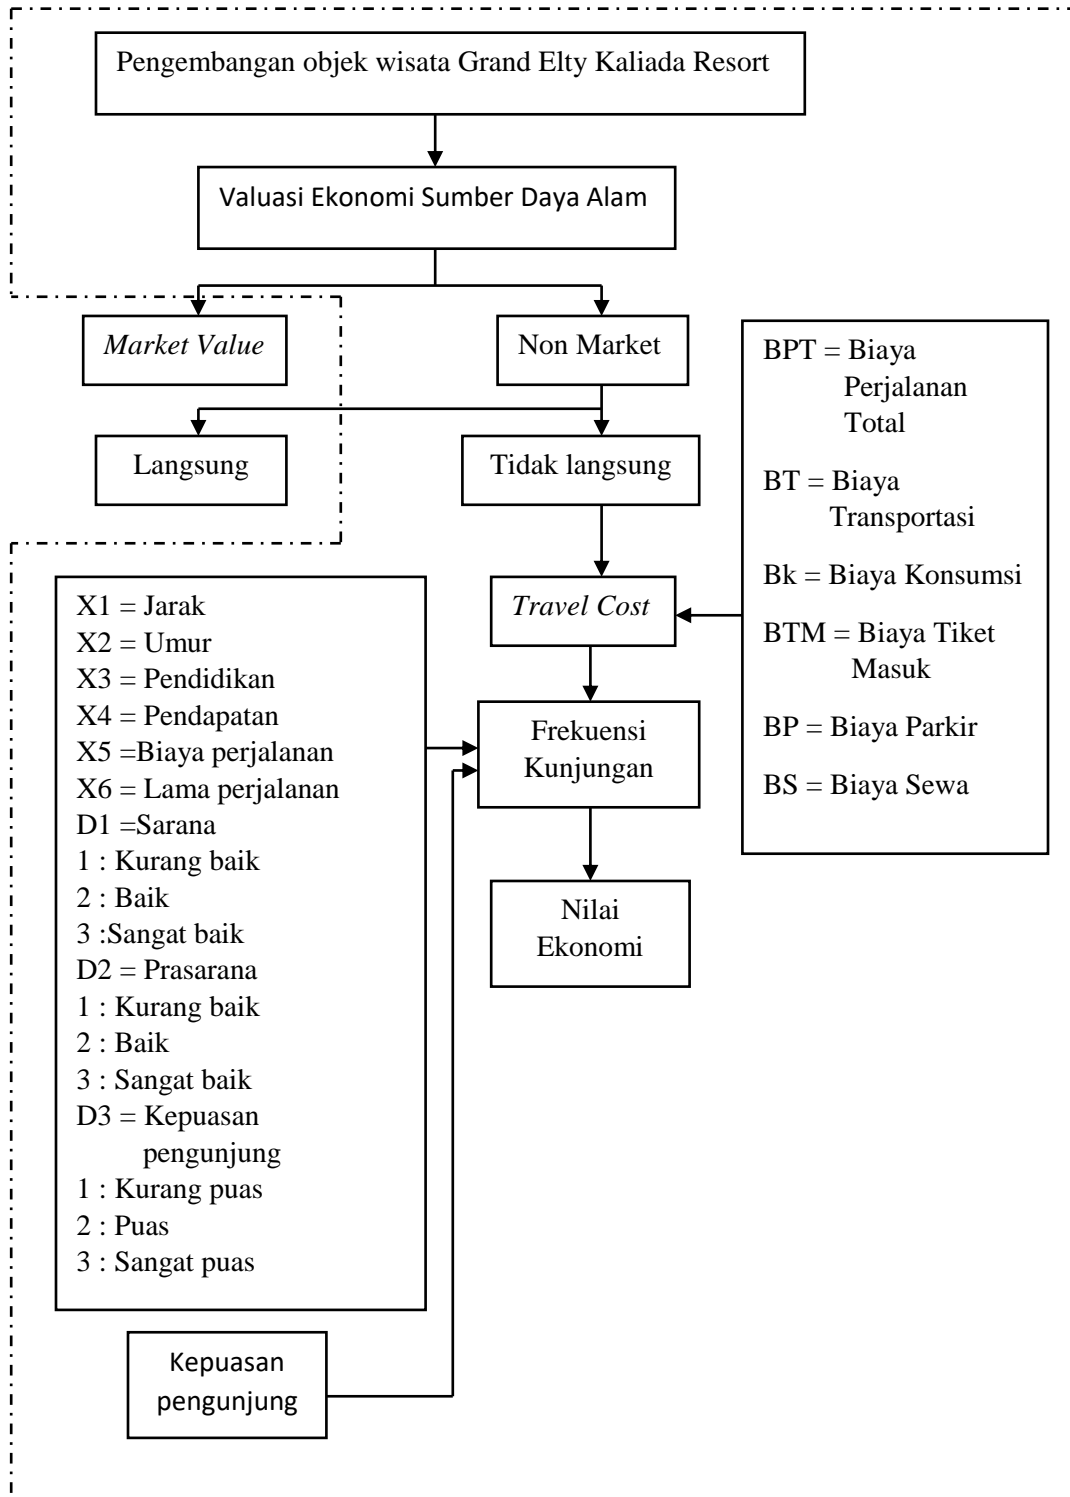 Pengembangan objek wisata Grand Elty Kaliada Resort
Valuasi Ekonomi Sumber Daya Alam
Market Value
Non Market
Langsung
Tidak langsung
BPT = Biaya
Perjalanan
Total
BT = Biaya
Transportasi
Bk = Biaya Konsumsi
BTM = Biaya Tiket
Masuk
BP = Biaya Parkir
BS = Biaya Sewa
Travel Cost
X1 = Jarak
X2 = Umur
X3 = Pendidikan
X4 = Pendapatan
X5 =Biaya perjalanan
X6 = Lama perjalanan
D1 =Sarana
1 : Kurang baik
2 : Baik
3 :Sangat baik
D2 = Prasarana
1 : Kurang baik
2 : Baik
3 : Sangat baik
D3 = Kepuasan
pengunjung
1 : Kurang puas
2 : Puas
3 : Sangat puas
Frekuensi
Kunjungan
Nilai
Ekonomi
Kepuasan
pengunjung